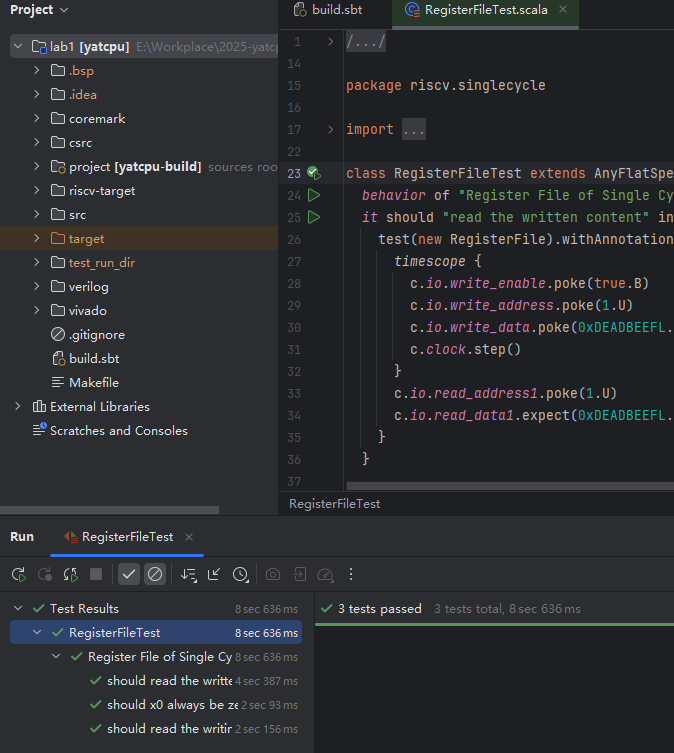 Project
build.sbt
RegisterFileTest.scala
lab1 [yatcpu] E:\Workplace\2025-yatcp
.bsp
.idea
coremark
csrc
project [yatcpu-build] sources roo
riscv-target
src
target
test_run_dir
verilog
vivado
.gitignore
build.sbt
Makefile
External Libraries
Scratches and Consoles
1 /.../
14
15 package riscv.singlecycle
16
17 import ...
22
23 class RegisterFileTest extends AnyFlatSpe
24 behavior of "Register File of Single Cy
25 it should "read the written content" in
26 test(new RegisterFile).withAnnotation
27 timescope {
28 c.io.write_enable.poke(true.B)
29 c.io.write_address.poke(1.U)
30 c.io.write_data.poke(0xDEADBEEFL.
31 c.clock.step()
32 }
33 c.io.read_address1.poke(1.U)
34 c.io.read_data1.expect(0xDEADBEEFL.
35 }
36 }
37
RegisterFileTest
Run RegisterFileTest
Test Results 8 sec 636 ms
RegisterFileTest 8 sec 636 ms
Register File of Single Cy 8 sec 636 ms
should read the writte 4 sec 387 ms
should x0 always be ze 2 sec 93 ms
should read the writin 2 sec 156 ms
3 tests passed 3 tests total, 8 sec 636 ms